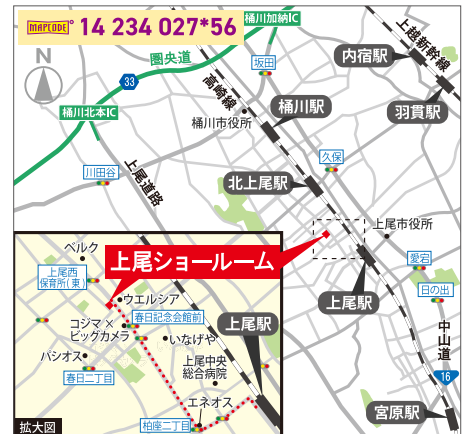 MAPCODE® 14 234 027*56
桶川加納IC
圏央道
坂田
内宿駅
上越新幹線
N
33
高崎線
桶川駅
羽貫駅
桶川北本IC
桶川市役所
川田谷
久保
上尾道路
北上尾駅
上尾市役所
ベルク
上尾西
保育所(東)
上尾ショールーム
愛宕
ウエルシア
日の出
上尾駅
春日記念会館前
コジマ×
ビックカメラ
上尾駅
いなげや
中山道
パシオス
上尾中央
総合病院
春日二丁目
16
エネオス
宮原駅
柏座二丁目
拡大図